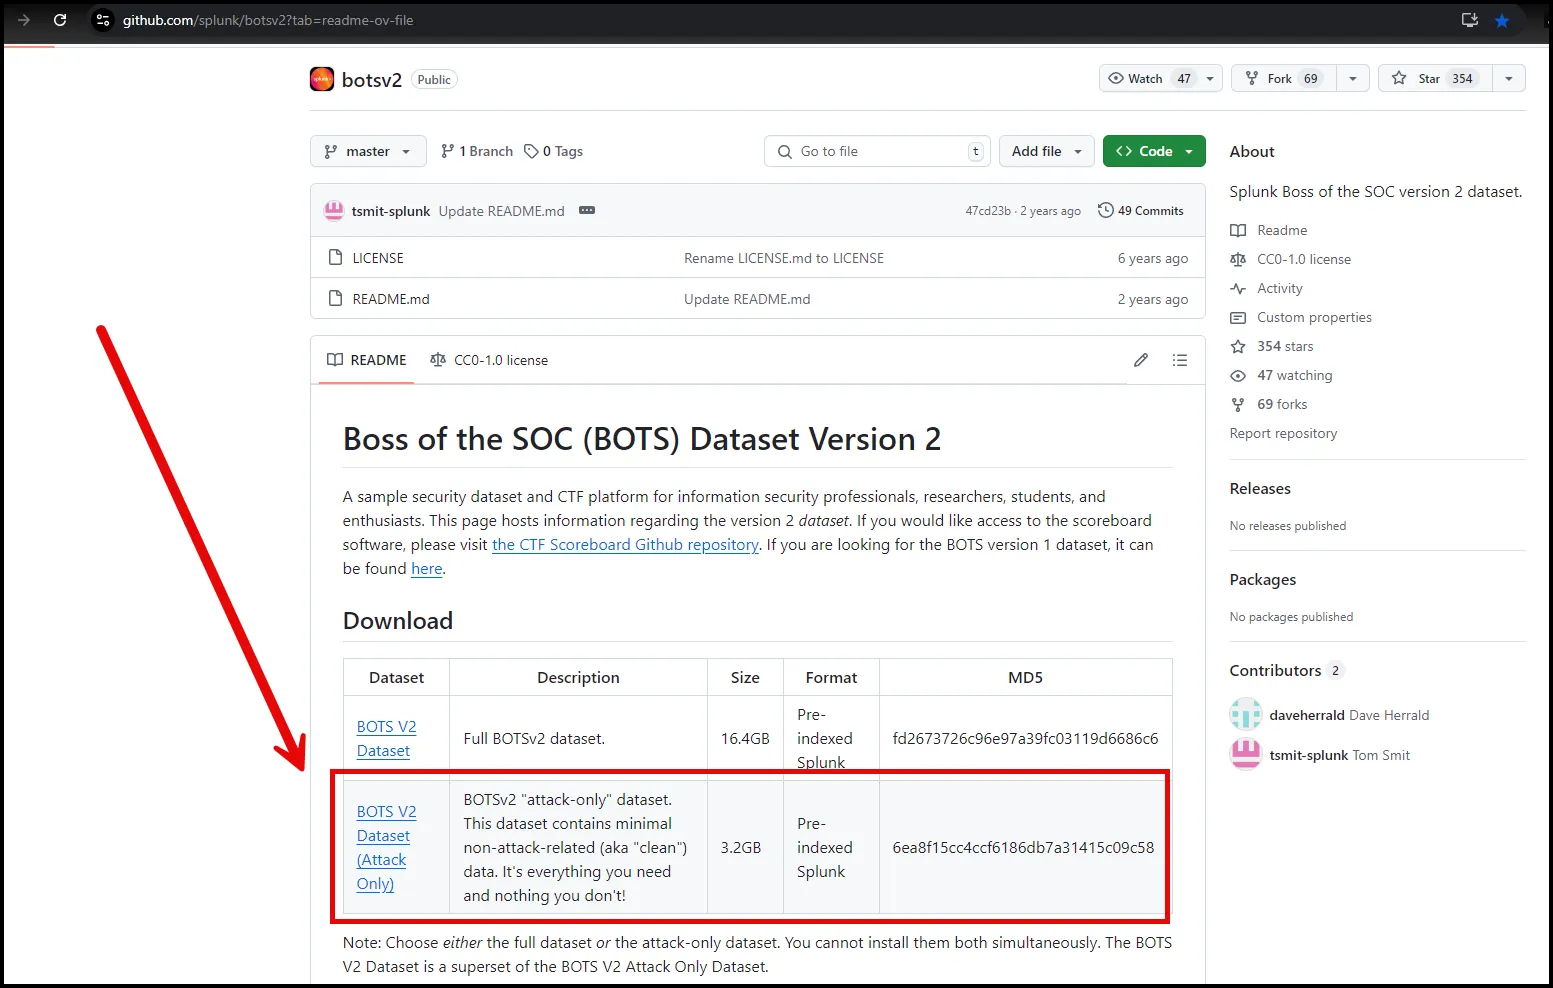 github.com/splunk/botsv2?tab=readme-ov-file
botsv2 Public
Watch 47
Fork 69
Star 354
master
1 Branch
0 Tags
Go to file t
Add file
<> Code
tsmit-splunk Update README.md
47cd23b · 2 years ago
49 Commits
LICENSE Rename LICENSE.md to LICENSE 6 years ago
README.md Update README.md 2 years ago
README
CC0-1.0 license
Boss of the SOC (BOTS) Dataset Version 2
A sample security dataset and CTF platform for information security professionals, researchers, students, and
enthusiasts. This page hosts information regarding the version 2 dataset. If you would like access to the scoreboard
software, please visit the CTF Scoreboard Github repository. If you are looking for the BOTS version 1 dataset, it can
be found here.
Download
Dataset Description Size Format MD5
BOTS V2
Dataset
Full BOTSv2 dataset.
16.4GB
Pre-
indexed
Splunk
fd2673726c96e97a39fc03119d6686c6
BOTS V2
Dataset
(Attack
Only)
BOTSv2 "attack-only" dataset.
This dataset contains minimal
non-attack-related (aka "clean")
data. It's everything you need
and nothing you don't!
3.2GB
Pre-
indexed
Splunk
6ea8f15cc4ccf6186db7a31415c09c58
Note: Choose either the full dataset or the attack-only dataset. You cannot install them both simultaneously. The BOTS
V2 Dataset is a superset of the BOTS V2 Attack Only Dataset.
About
Splunk Boss of the SOC version 2 dataset.
Readme
CC0-1.0 license
Activity
Custom properties
354 stars
47 watching
69 forks
Report repository
Releases
No releases published
Packages
No packages published
Contributors 2
daveherrald Dave Herrald
tsmit-splunk Tom Smit